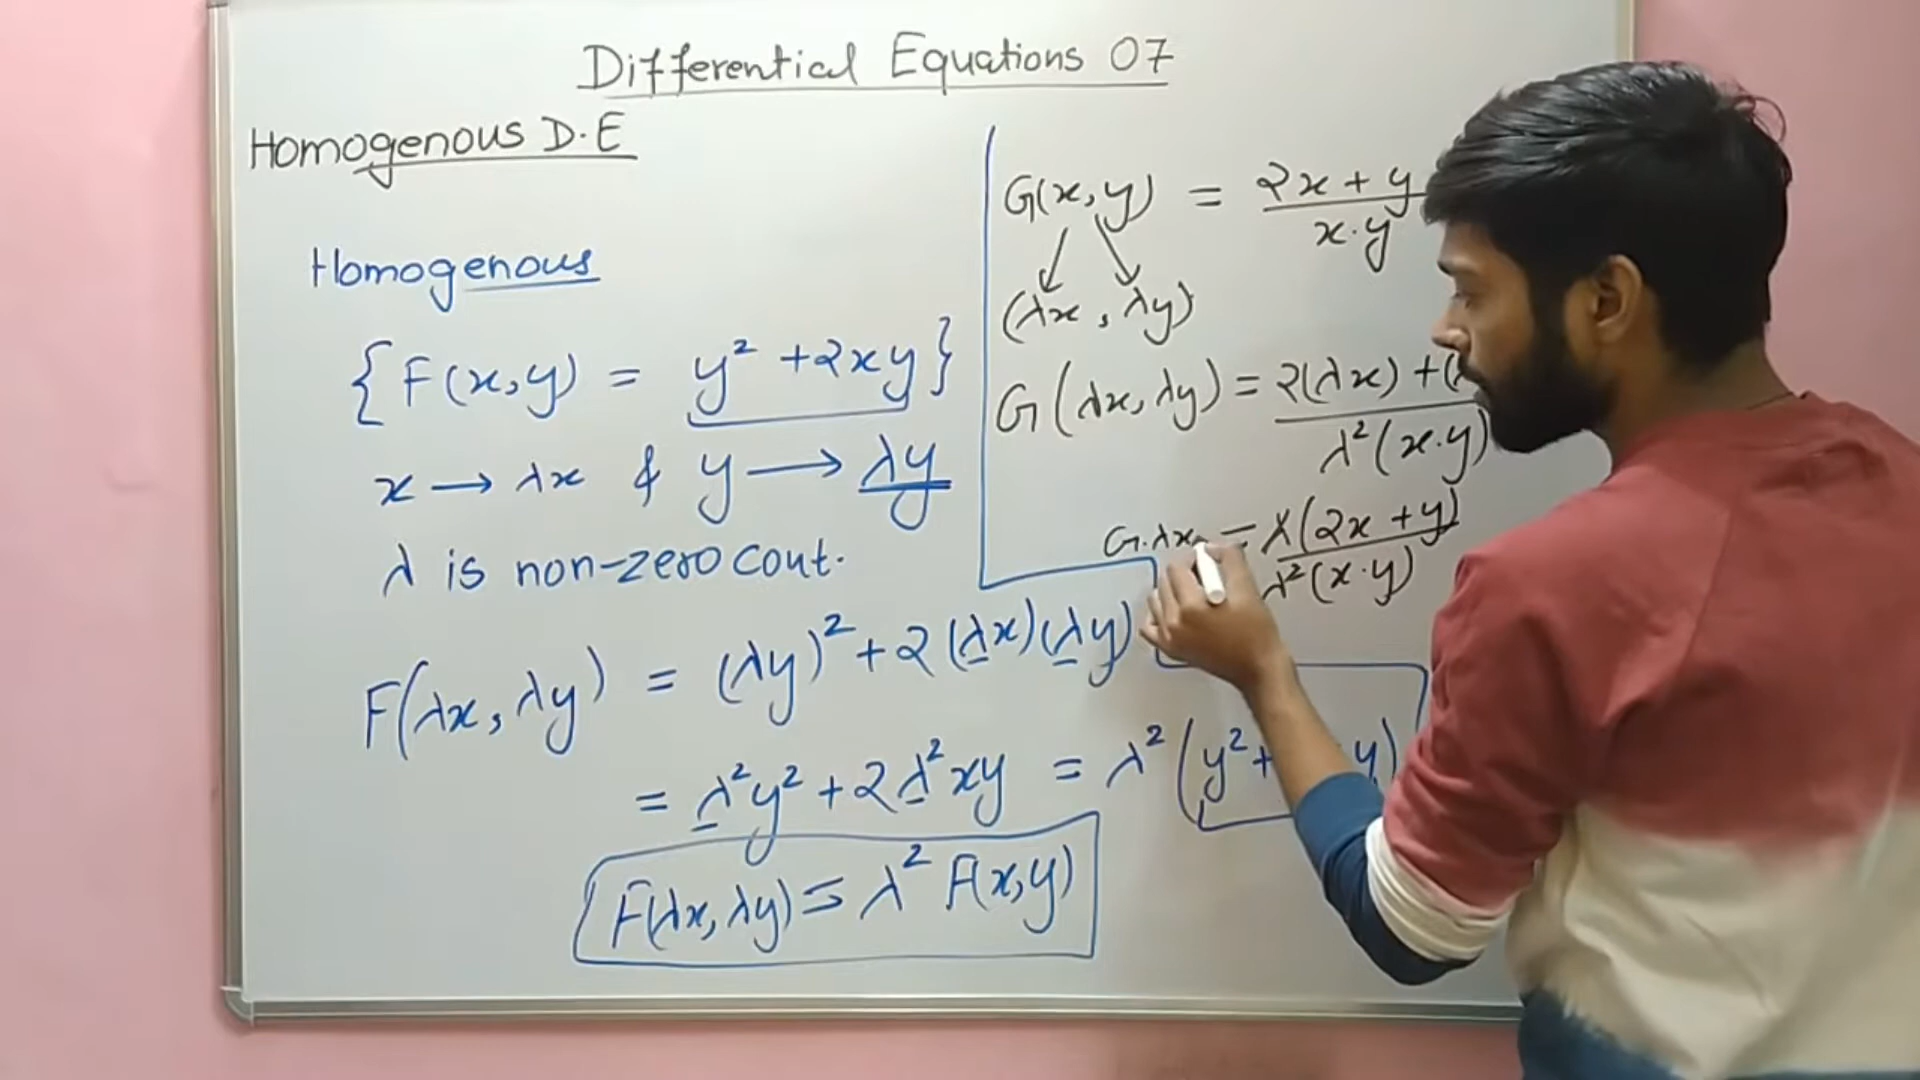 Differential Equations 07
Homogenous D.E
Homogenous
{F(x,y) = y² + 2xy}
x → λx & y → λy
λ is non-zero cont.
F(λx, λy) = (λy)² + 2(λx)(λy)
= λ²y² + 2λ²xy = λ²(y²+ y)
F(λx, λy) = λ² F(x,y)
G(x,y) = 2x + y / x.y
(λx, λy)
G(λx, λy) = 2(λx) + ( / λ²(x.y)
G.λx = λ(2x + y) / λ²(x.y)